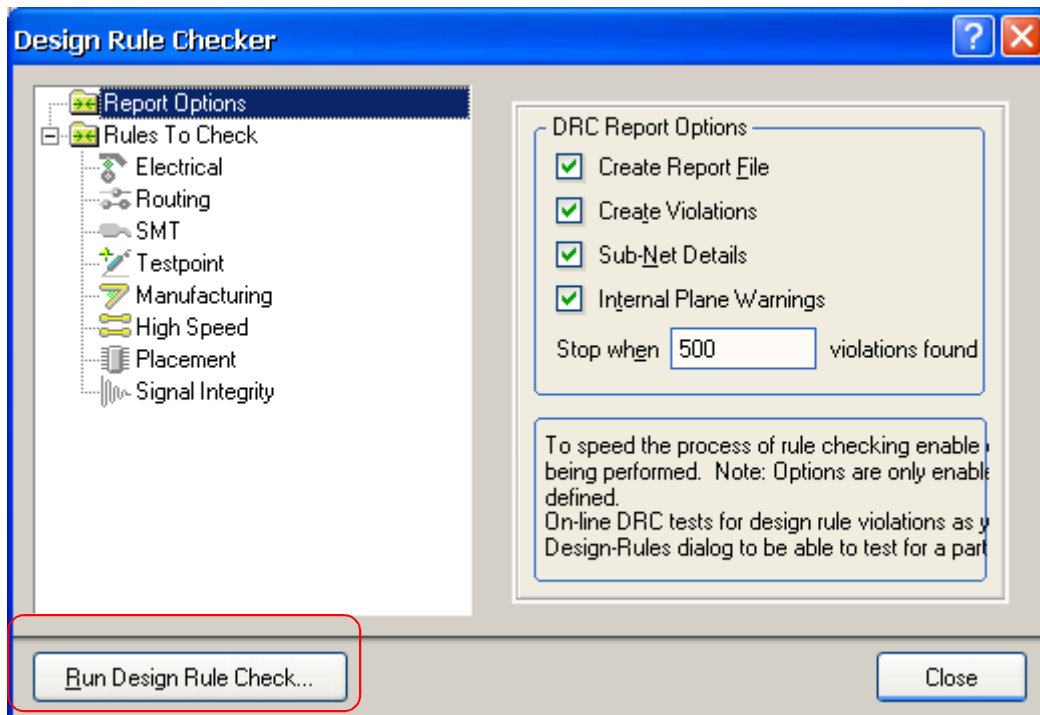 Design Rule Checker
Report Options
Rules To Check
Electrical
Routing
SMT
Testpoint
Manufacturing
High Speed
Placement
Signal Integrity
DRC Report Options
Create Report File
Create Violations
Sub-Net Details
Internal Plane Warnings
Stop when 500 violations found
To speed the process of rule checking enable
being performed. Note: Options are only
defined.
On-line DRC tests for design rule violations as
Design-Rules dialog to be able to test for a
Run Design Rule Check...
Close